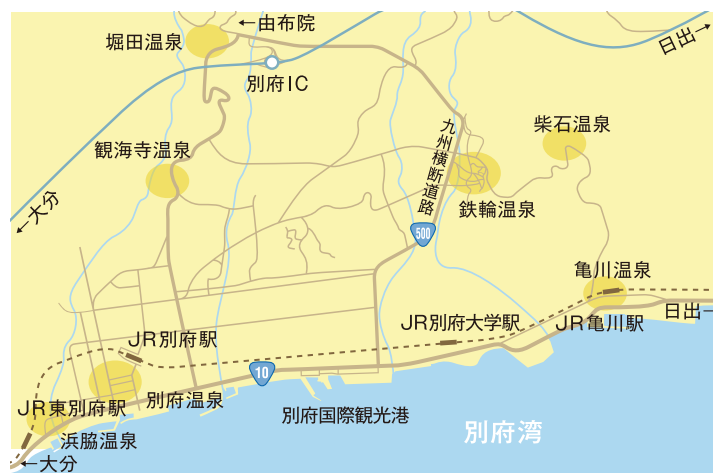 ←由布院
堀田温泉
日出→
別府IC
柴石温泉
九州横断道路
観海寺温泉
←大分
鉄輪温泉
500
亀川温泉
日出→
JR別府大学駅
JR亀川駅
JR別府駅
10
別府温泉
JR東別府駅
別府国際観光港
別府湾
浜脇温泉
←大分